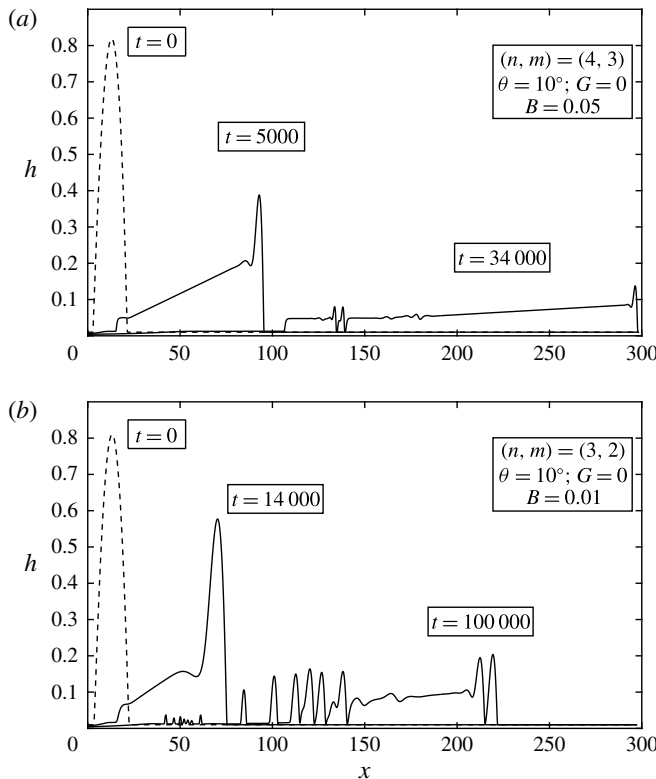 (a)
0.8
0.7
0.6
0.5
h 0.4
0.3
0.2
0.1
t = 0
t = 5000
t = 34 000
(n, m) = (4, 3)
θ = 10°; G = 0
B = 0.05
0 50 100 150 200 250 300
(b)
0.8
0.7
0.6
0.5
h 0.4
0.3
0.2
0.1
t = 0
t = 14 000
t = 100 000
(n, m) = (3, 2)
θ = 10°; G = 0
B = 0.01
0 50 100 150 200 250 300
x